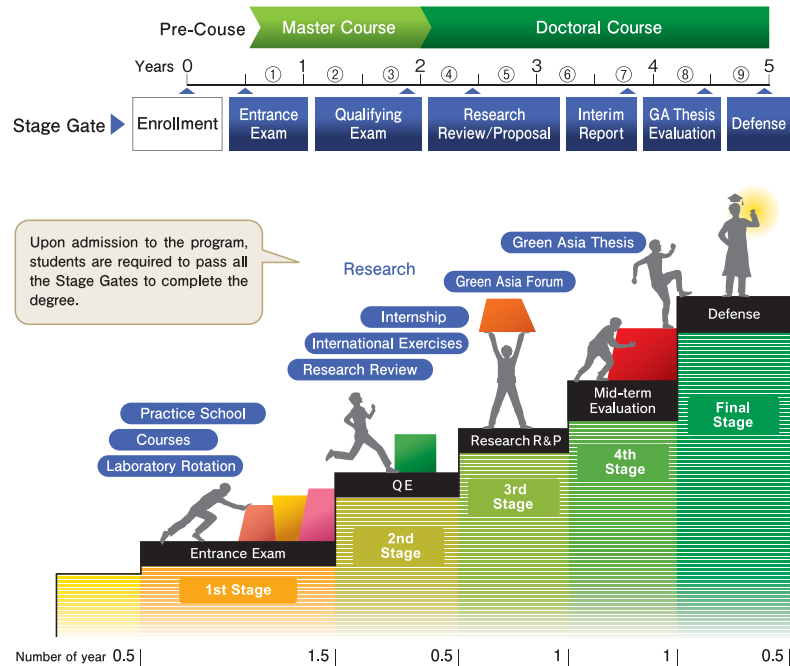 Pre-Couse
Master Course
Doctoral Course
Years 0 1 2 3 4 5
① ② ③ ④ ⑤ ⑥ ⑦ ⑧ ⑨
Stage Gate
Enrollment
Entrance
Exam
Qualifying
Exam
Research
Review/Proposal
Interim
Report
GA Thesis
Evaluation
Defense
Upon admission to the program,
students are required to pass all
the Stage Gates to complete the
degree.
Research
Green Asia Thesis
Green Asia Forum
Internship
International Exercises
Research Review
Practice School
Courses
Laboratory Rotation
Defense
Mid-term
Evaluation
Research R&P
QE
Entrance Exam
Final
Stage
4th
Stage
3rd
Stage
2nd
Stage
1st Stage
Number of year 0.5 1.5 0.5 1 1 0.5